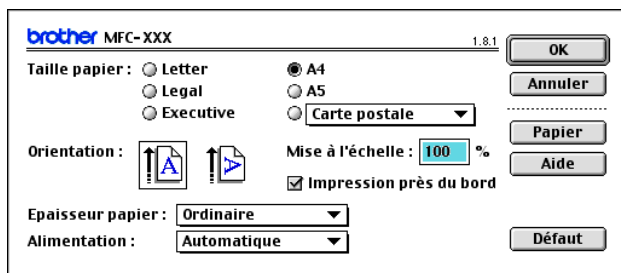 brother MFC-XXX 1.8.1
OK
Taille papier : Letter A4
Annuler
Legal A5
Executive Carte postale
Papier
Orientation : A A Mise à l'échelle : 100 %
Aide
Impression près du bord
Epaisseur papier : Ordinaire
Alimentation : Automatique
Défaut